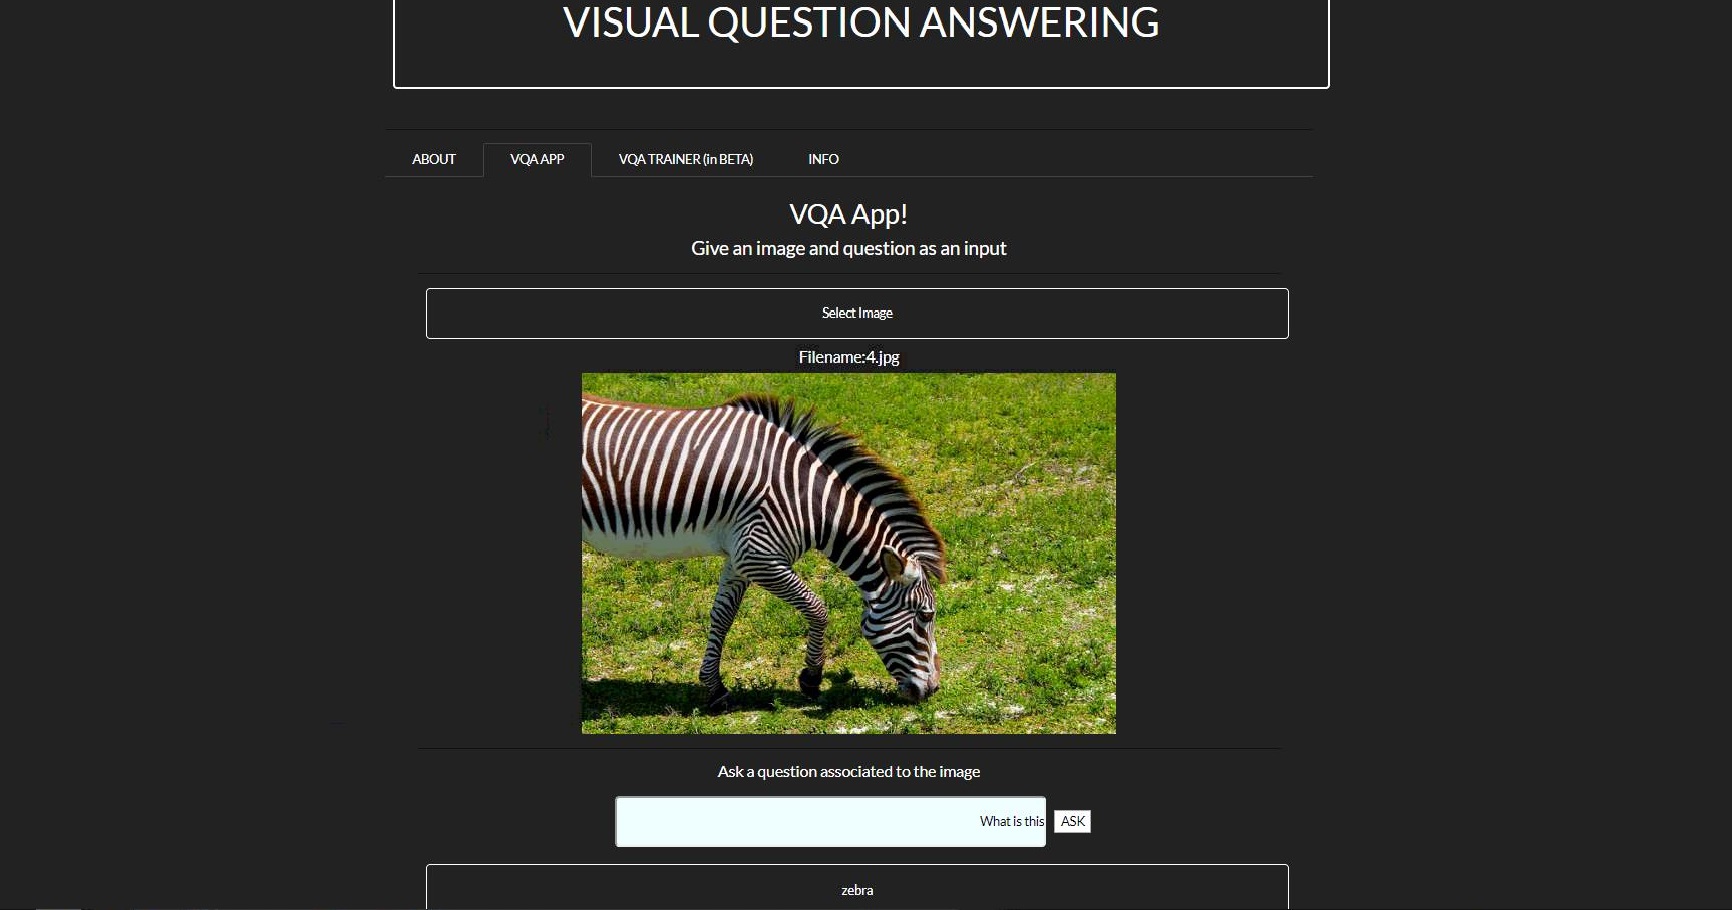 VISUAL QUESTION ANSWERING
ABOUT VQA APP VQA TRAINER (in BETA) INFO
VQA App!
Give an image and question as an input
Select Image
Filename:4.jpg
Ask a question associated to the image
What is this ASK
zebra